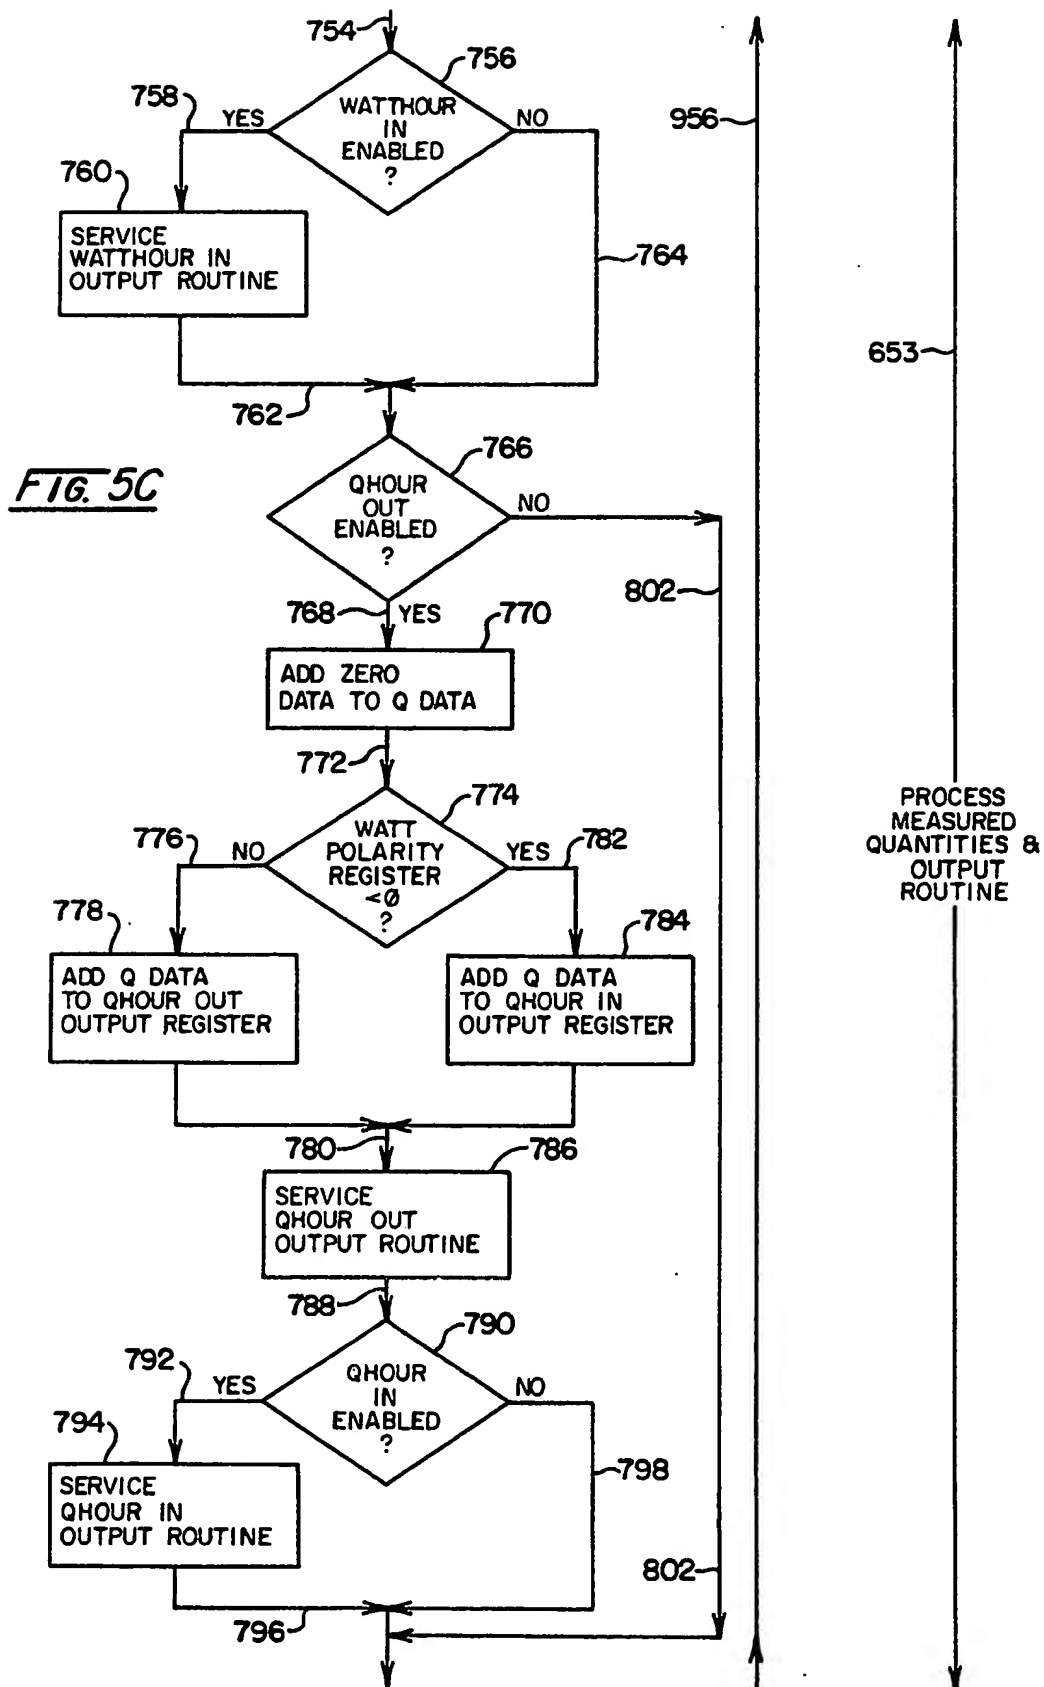 754
756
758
YES
WATTHOUR
IN
ENABLED
?
NO
956
760
SERVICE
WATTHOUR IN
OUTPUT ROUTINE
764
653
762
FIG. 5C
766
QHOUR
OUT
ENABLED
?
NO
802
768
YES
770
ADD ZERO
DATA TO Q DATA
772
774
776
NO
WATT
POLARITY
REGISTER
<Ø
?
YES
782
PROCESS
MEASURED
QUANTITIES &
OUTPUT
ROUTINE
778
ADD Q DATA
TO QHOUR OUT
OUTPUT REGISTER
784
ADD Q DATA
TO QHOUR IN
OUTPUT REGISTER
780
786
SERVICE
QHOUR OUT
OUTPUT ROUTINE
788
790
792
YES
QHOUR
IN
ENABLED
?
NO
794
SERVICE
QHOUR IN
OUTPUT ROUTINE
798
802
796